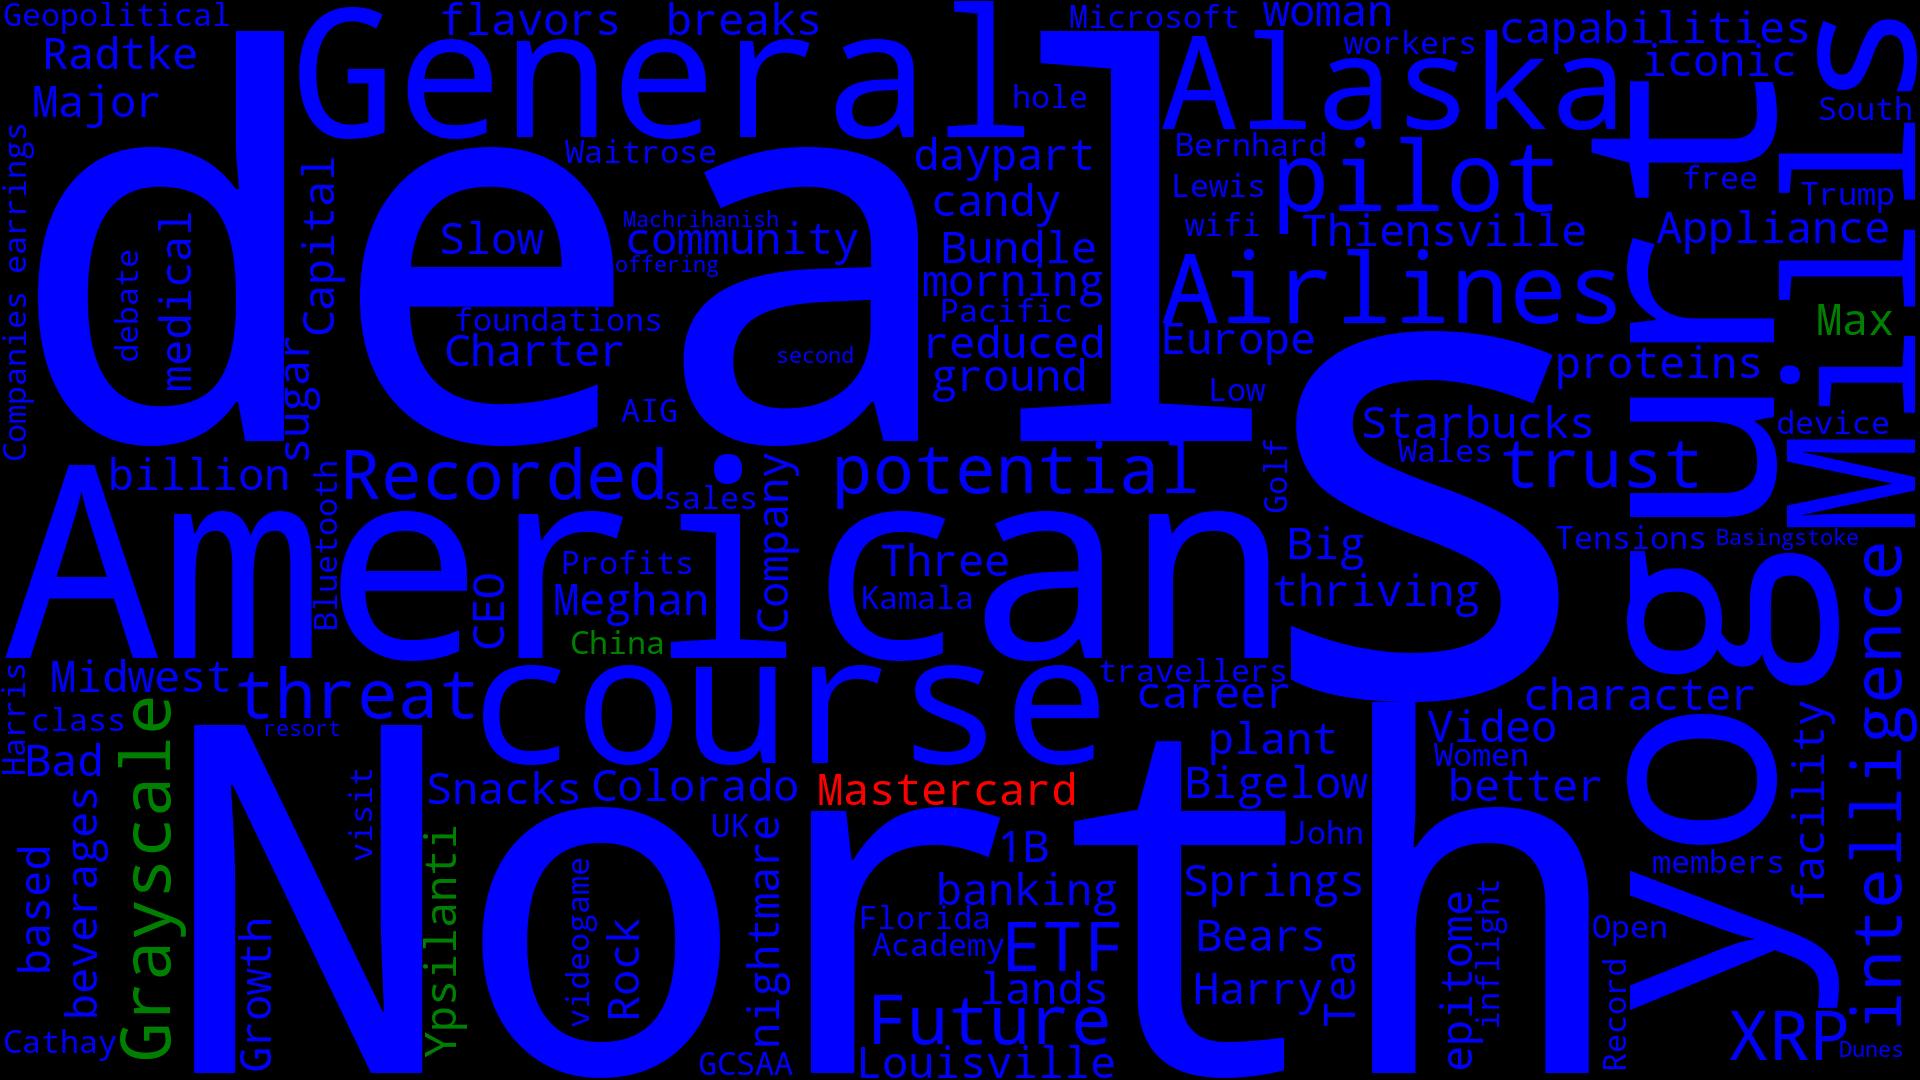 Geopolitical
flavors
breaks
Microsoft
woman
Radtke
General
workers
capabilities
iconic
Major
hole
Alaska
South
deals
Companies earrings
Waitrose
daypart
Bernhard
pilot
free
Trump
medical
Capital
candy
Lewis
Machrihanish
wifi
Slow
community
Bundle
Thiensville
Appliance
debate
offering
morning
Airlines
foundations
Pacific
Max
Charter
second
reduced
Europe
proteins
sugar
ground
Low
AIG
Starbucks
device
Wales
billion
Recorded
sales
potential
Golf
trust
Mills
yogurt
American
Bluetooth
Company
Tensions
Basingstoke
Big
Profits
Three
CEO
Meghan
Kamala
thriving
China
Harris
Midwest
threat
course
travellers
career
character
intelligence
class
resort
Video
plant
Women
Bad
Grayscale
visit
Snacks
Colorado
Mastercard
Bigelow
better
North
UK
John
facility
based
beverages
Ypsilanti
1B
members
videogame
nightmare
banking
Springs
Growth
Rock
Florida
Academy
ETF
Bears
epitome
inflight
Open
lands
Harry
Tea
Record
Future
Cathay
GCSAA
Louisville
XRP
Dunes